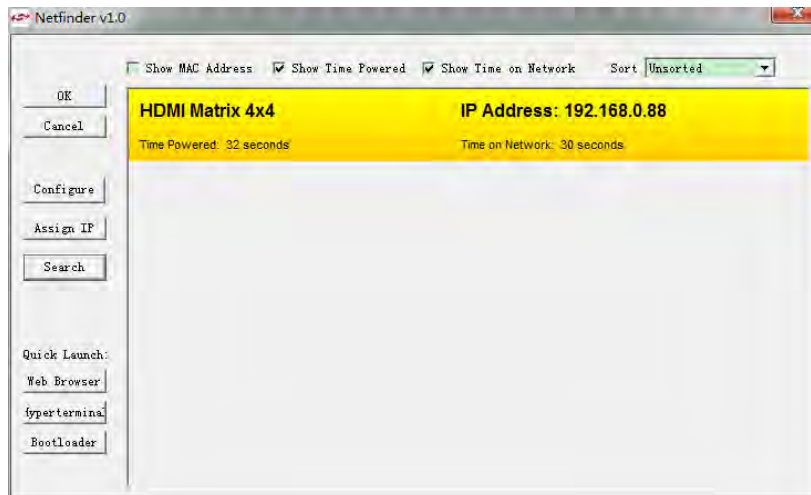 Netfinder v1.0
Show MAC Address Show Time Powered Show Time on Network Sort Unsorted
OK
Cancel
HDMI Matrix 4x4 IP Address: 192.168.0.88
Time Powered: 32 seconds Time on Network: 30 seconds
Configure
Assign IP
Search
Quick Launch:
Web Browser
ypertermina
Bootloader